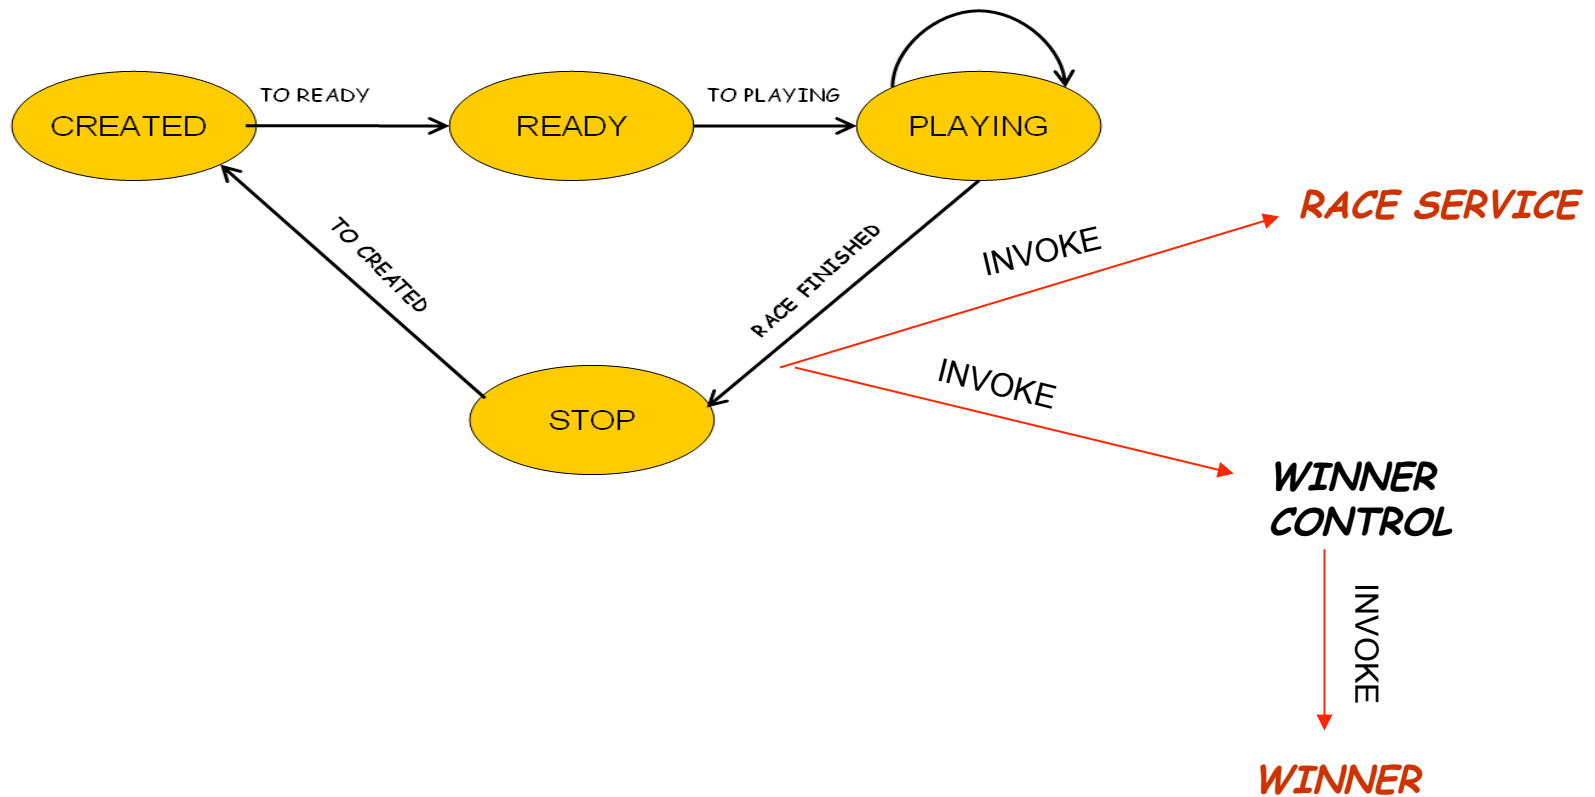 TO READY
TO PLAYING
CREATED
READY
PLAYING
RACE SERVICE
TO CREATED
RACE FINISHED
INVOKE
INVOKE
STOP
WINNER
CONTROL
INVOKE
WINNER